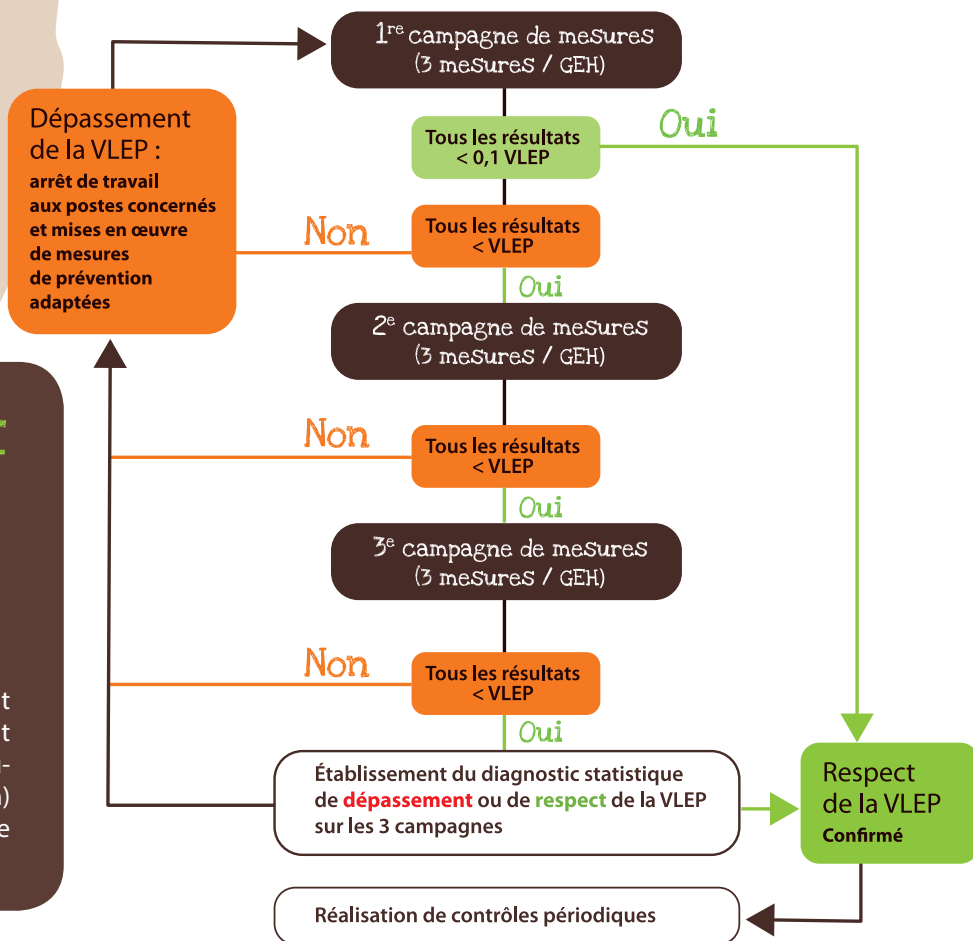 1re campagne de mesures
(3 mesures / GEH)
Tous les résultats
< 0,1 VLEP
Oui
Dépassement
de la VLEP :
arrêt de travail
aux postes concernés
et mises en œuvre
de mesures
de prévention
adaptées
Non
Tous les résultats
< VLEP
Oui
2e campagne de mesures
(3 mesures / GEH)
Non
Tous les résultats
< VLEP
Oui
3e campagne de mesures
(3 mesures / GEH)
Non
Tous les résultats
< VLEP
Oui
Établissement du diagnostic statistique
de dépassement ou de respect de la VLEP
sur les 3 campagnes
Respect
de la VLEP
Confirmé
Réalisation de contrôles périodiques